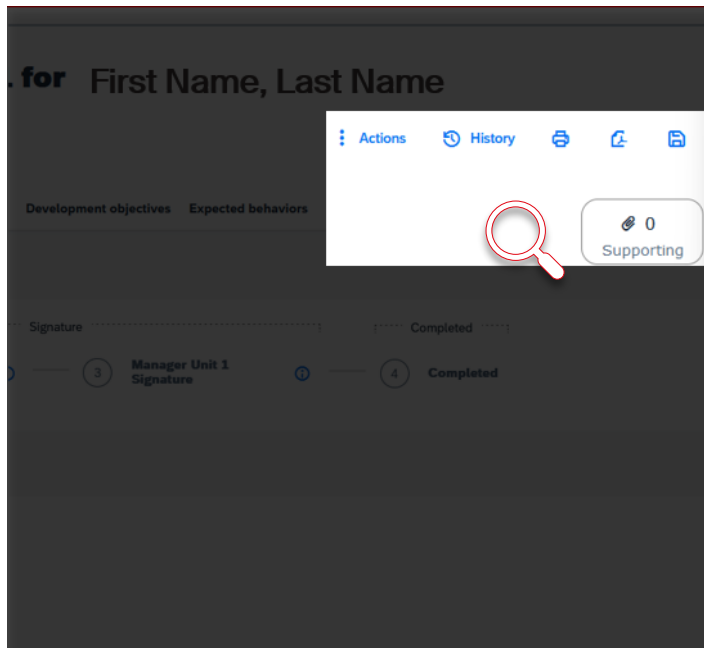 . for First Name, Last Name
Actions History
Development objectives Expected behaviors
0
Supporting
Signature Completed
3 Manager Unit 1
Signature
4 Completed